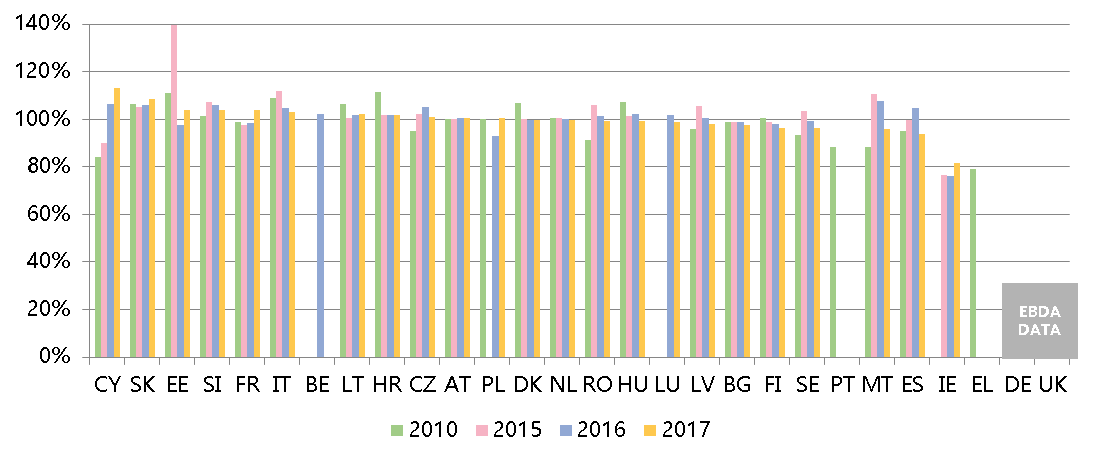 140%
120%
100%
80%
60%
40%
20%
0%
EBDA
DATA
CY SK EE SI FR IT BE LT HR CZ AT PL DK NL RO HU LU LV BG FI SE PT MT ES IE EL DE UK
2010 2015 2016 2017